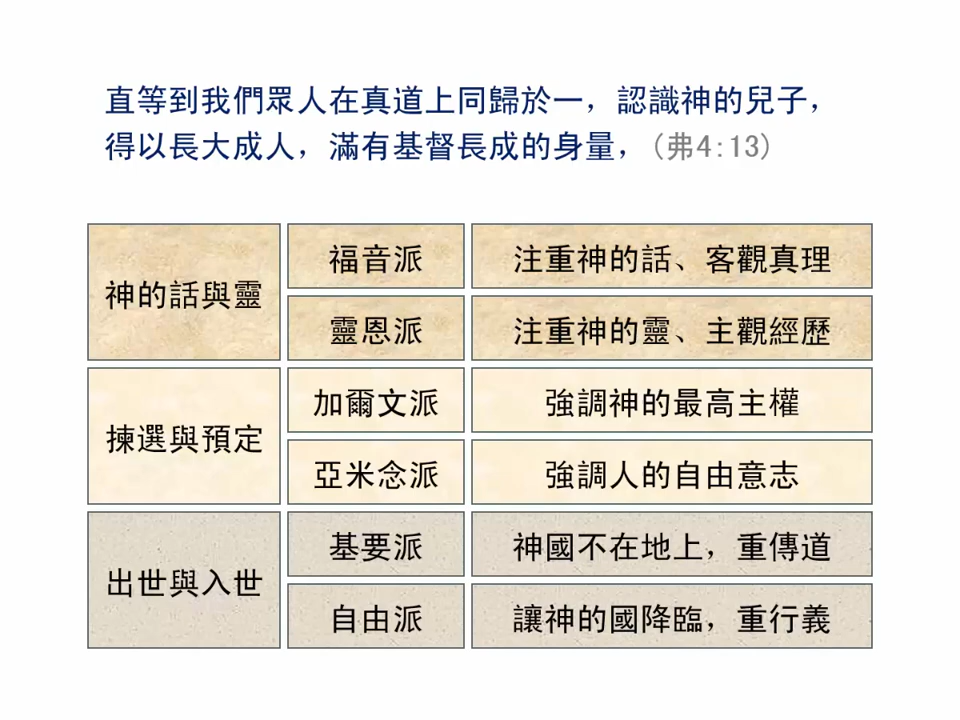 直等到我們眾人在真道上同歸於一，認識神的兒子，
得以長大成人，滿有基督長成的身量，(弗4:13)
神的話與靈
福音派
注重神的話、客觀真理
靈恩派
注重神的靈、主觀經歷
揀選與預定
加爾文派
強調神的最高主權
亞米念派
強調人的自由意志
出世與入世
基要派
神國不在地上，重傳道
自由派
讓神的國降臨，重行義